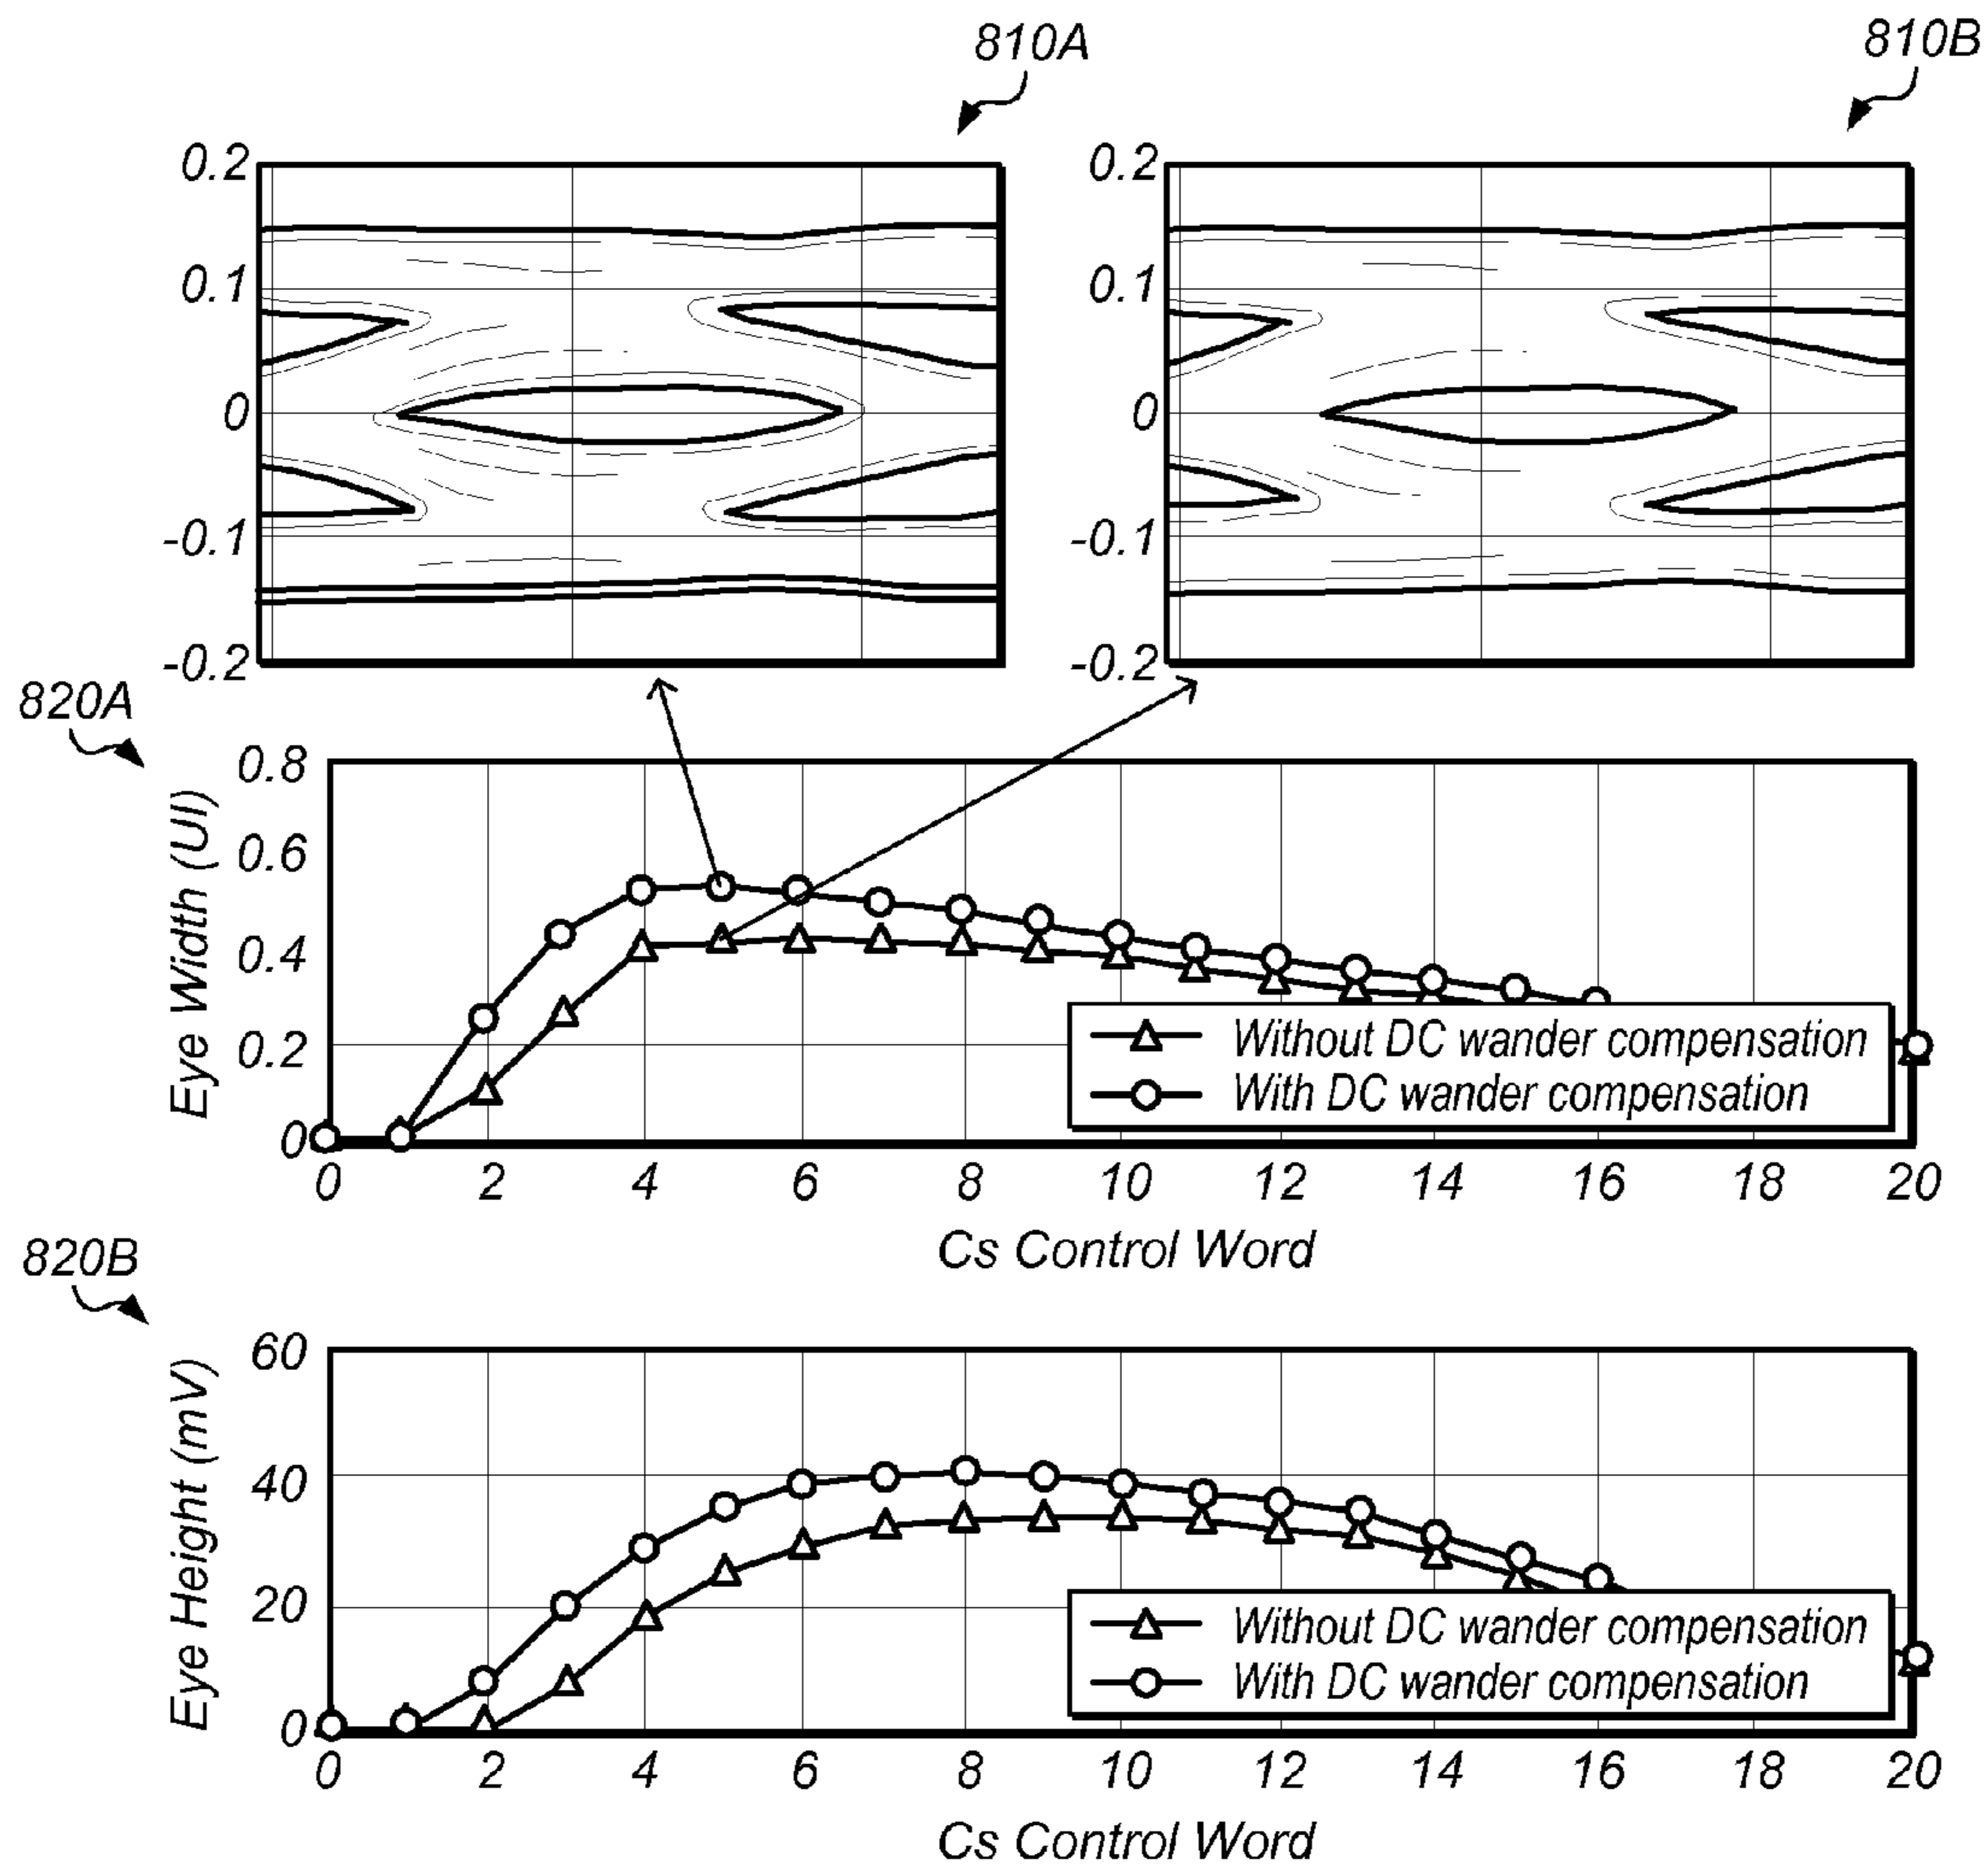 810A
810B
0.2
0.1
0
-0.1
-0.2
0.2
0.1
0
-0.1
-0.2
820A
Eye Width (UI)
0.8
0.6
0.4
0.2
0
Without DC wander compensation
With DC wander compensation
0 2 4 6 8 10 12 14 16 18 20
Cs Control Word
820B
Eye Height (mV)
60
40
20
0
Without DC wander compensation
With DC wander compensation
0 2 4 6 8 10 12 14 16 18 20
Cs Control Word